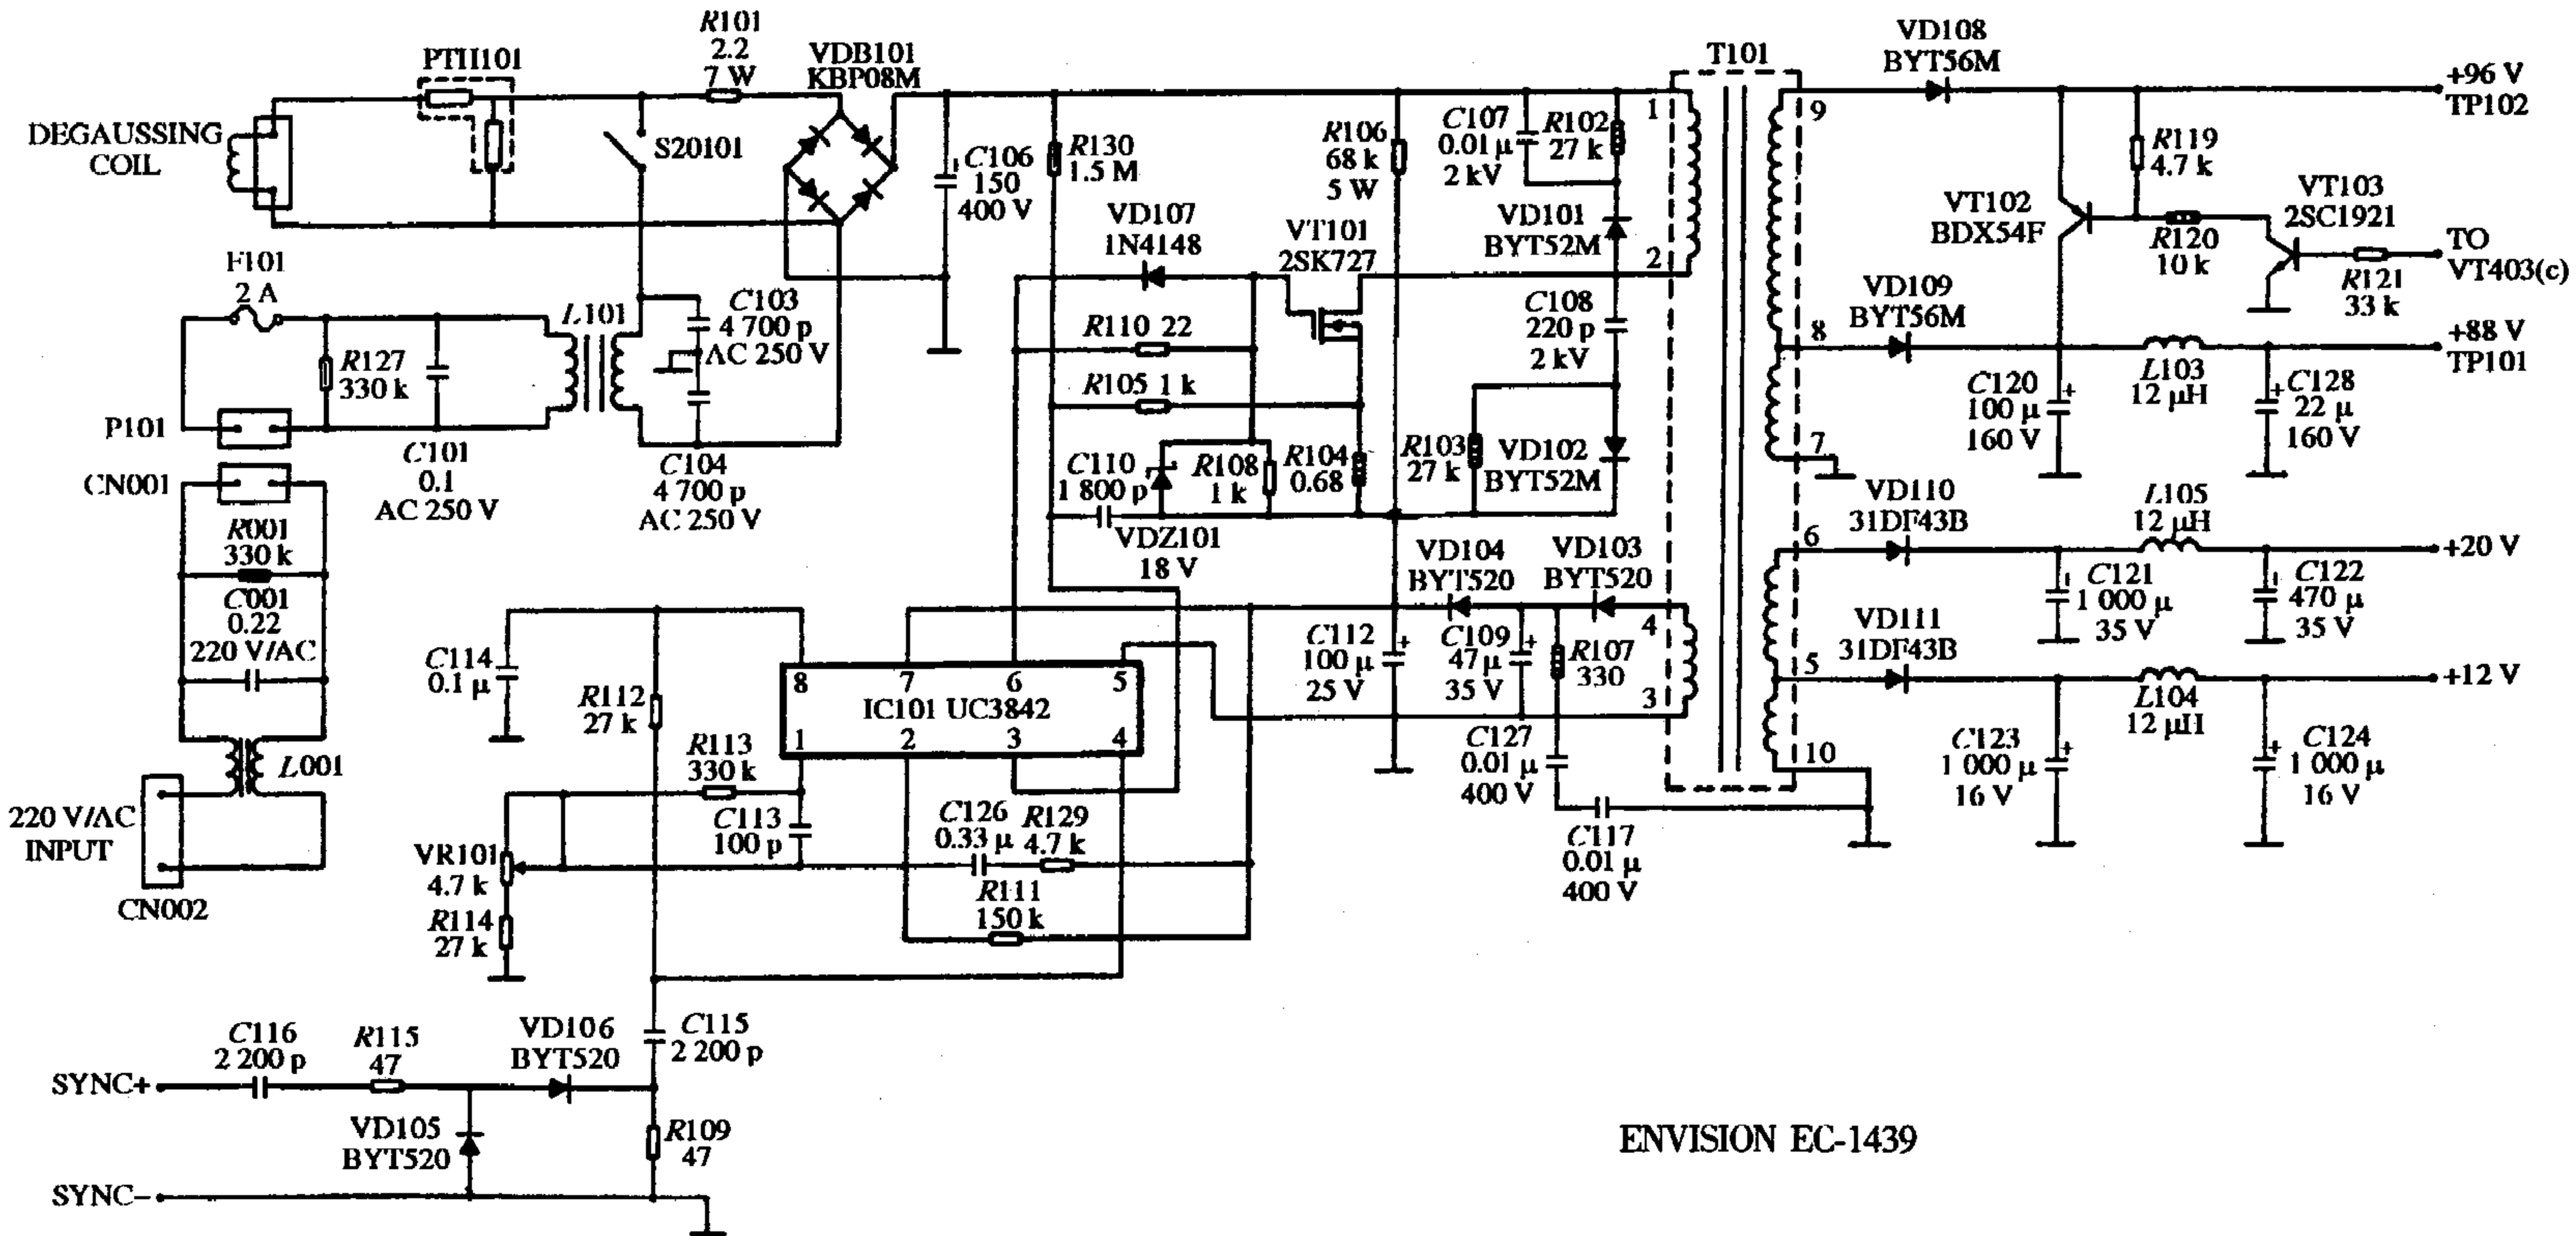 DEGAUSSING
COIL
PTH101
R101
2.2
7 W
VDB101
KBP08M
S20101
C106
150
400 V
R130
1.5 M
VD107
1N4148
R110 22
R105 1 k
C110
1 800 p
VDZ101
18 V
R108
1 k
R104
0.68
VT101
2SK727
R106
68 k
5 W
C107
0.01 μ
2 kV
R102
27 k
VD101
BYT52M
C108
220 p
2 kV
R103
27 k
VD102
BYT52M
T101
1
2
4
3
9
8
7
6
5
10
VD108
BYT56M
+96 V
TP102
R119
4.7 k
VT102
BDX54F
R120
10 k
VT103
2SC1921
R121
33 k
TO
VT403(c)
VD109
BYT56M
+88 V
TP101
C120
100 μ
160 V
L103
12 μH
C128
22 μ
160 V
VD110
31DF43B
L105
12 μH
+20 V
C121
1 000 μ
35 V
C122
470 μ
35 V
VD111
31DF43B
L104
12 μH
+12 V
C123
1 000 μ
16 V
C124
1 000 μ
16 V
F101
2 A
P101
CN001
R127
330 k
C101
0.1
AC 250 V
L101
C103
4 700 p
AC 250 V
C104
4 700 p
AC 250 V
R001
330 k
C001
0.22
220 V/AC
L001
220 V/AC
INPUT
CN002
C114
0.1 μ
R112
27 k
R113
330 k
C113
100 p
VR101
4.7 k
R114
27 k
8 7 6 5
IC101 UC3842
1 2 3 4
C126
0.33 μ
R129
4.7 k
R111
150 k
VD104
BYT520
VD103
BYT520
C112
100 μ
25 V
C109
47 μ
35 V
R107
330
C127
0.01 μ
400 V
C117
0.01 μ
400 V
C116
2 200 p
R115
47
VD106
BYT520
C115
2 200 p
SYNC+
VD105
BYT520
R109
47
SYNC−
ENVISION EC-1439